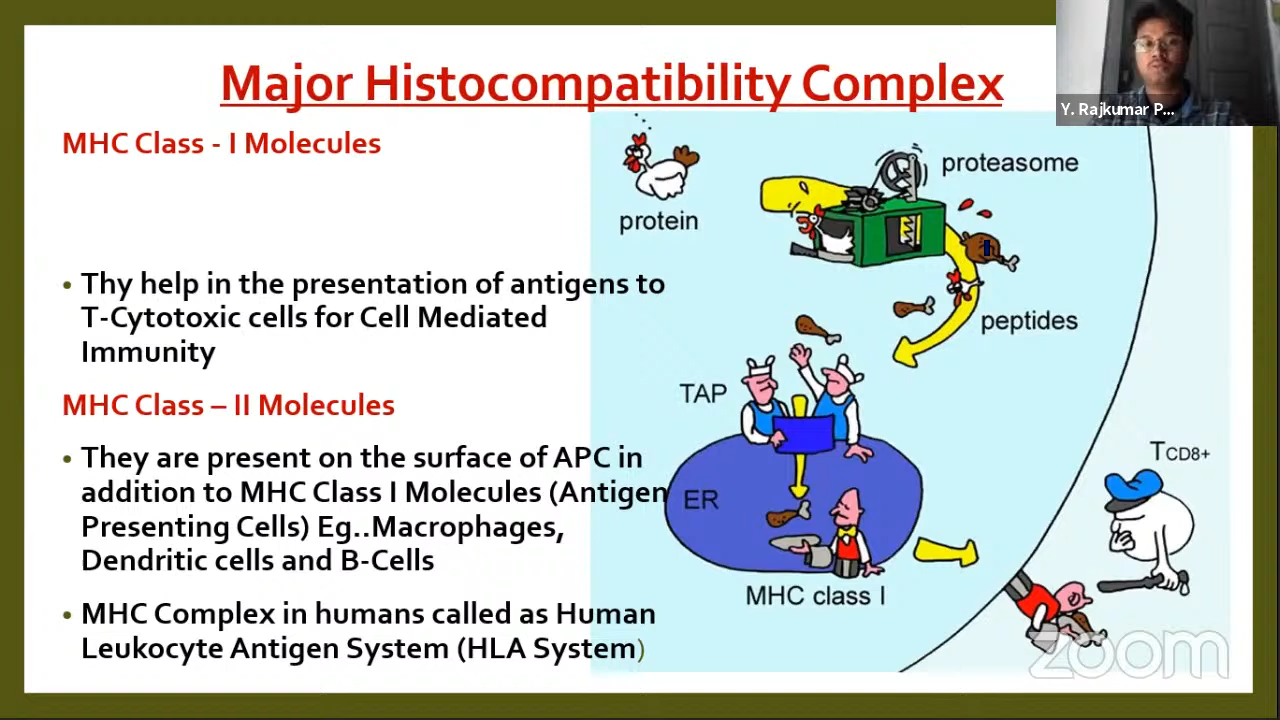 Major Histocompatibility Complex
Y. Rajkumar P...
MHC Class - I Molecules
• Thy help in the presentation of antigens to
T-Cytotoxic cells for Cell Mediated
Immunity
MHC Class – II Molecules
• They are present on the surface of APC in
addition to MHC Class I Molecules (Antigen
Presenting Cells) Eg..Macrophages,
Dendritic cells and B-Cells
• MHC Complex in humans called as Human
Leukocyte Antigen System (HLA System)
protein
proteasome
peptides
TAP
ER
MHC class I
TCD8+
zoom